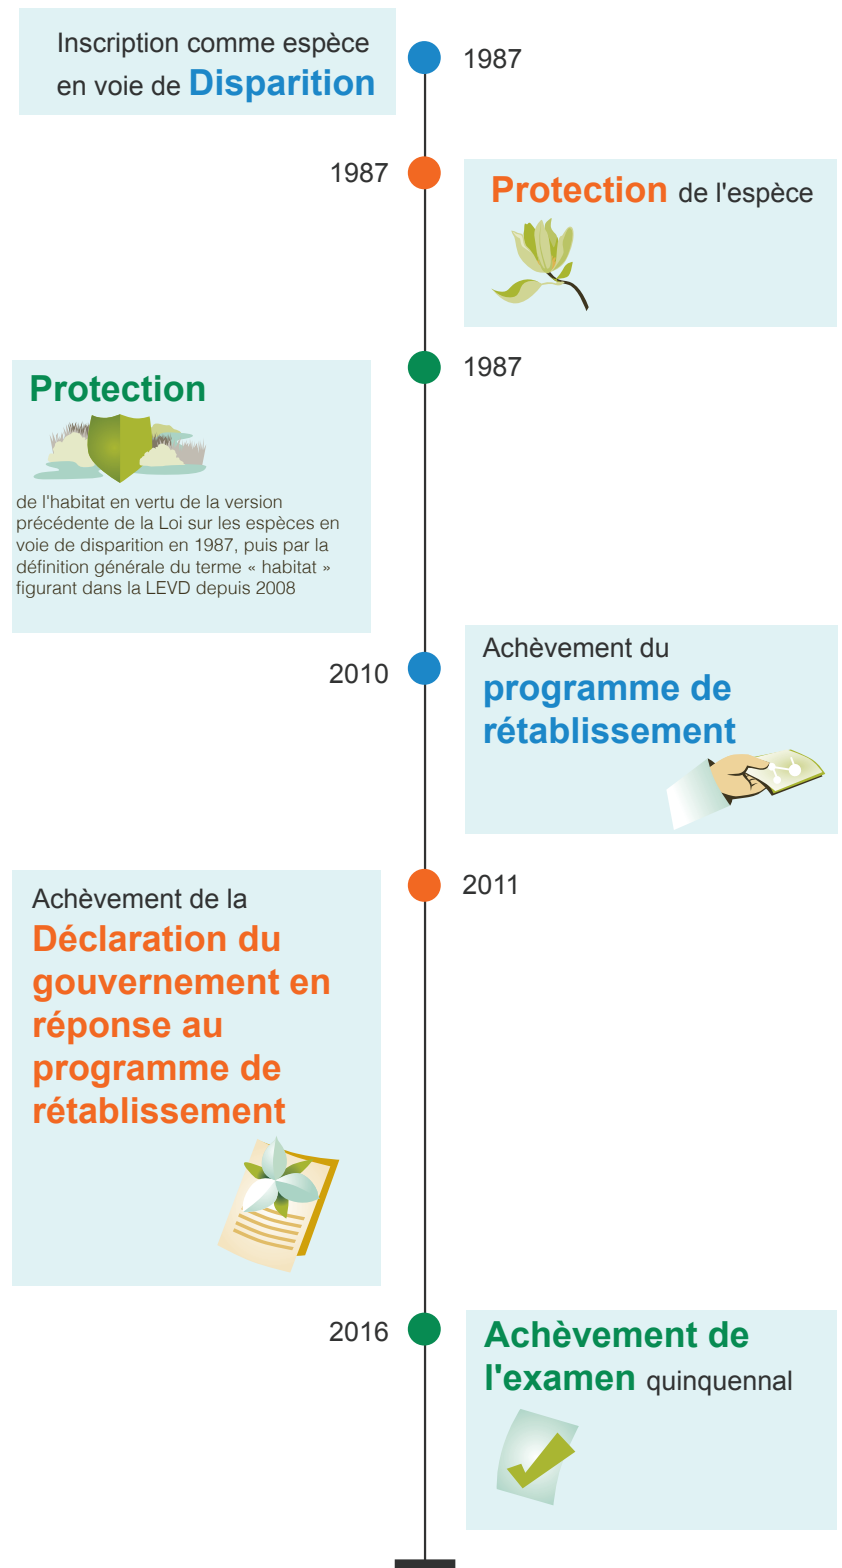 Inscription comme espèce
en voie de Disparition
1987
1987
Protection de l'espèce
1987
Protection
de l'habitat en vertu de la version
précédente de la Loi sur les espèces en
voie de disparition en 1987, puis par la
définition générale du terme « habitat »
figurant dans la LEVD depuis 2008
2010
Achèvement du
programme de
rétablissement
2011
Achèvement de la
Déclaration du
gouvernement en
réponse au
programme de
rétablissement
2016
Achèvement de
l'examen quinquennal